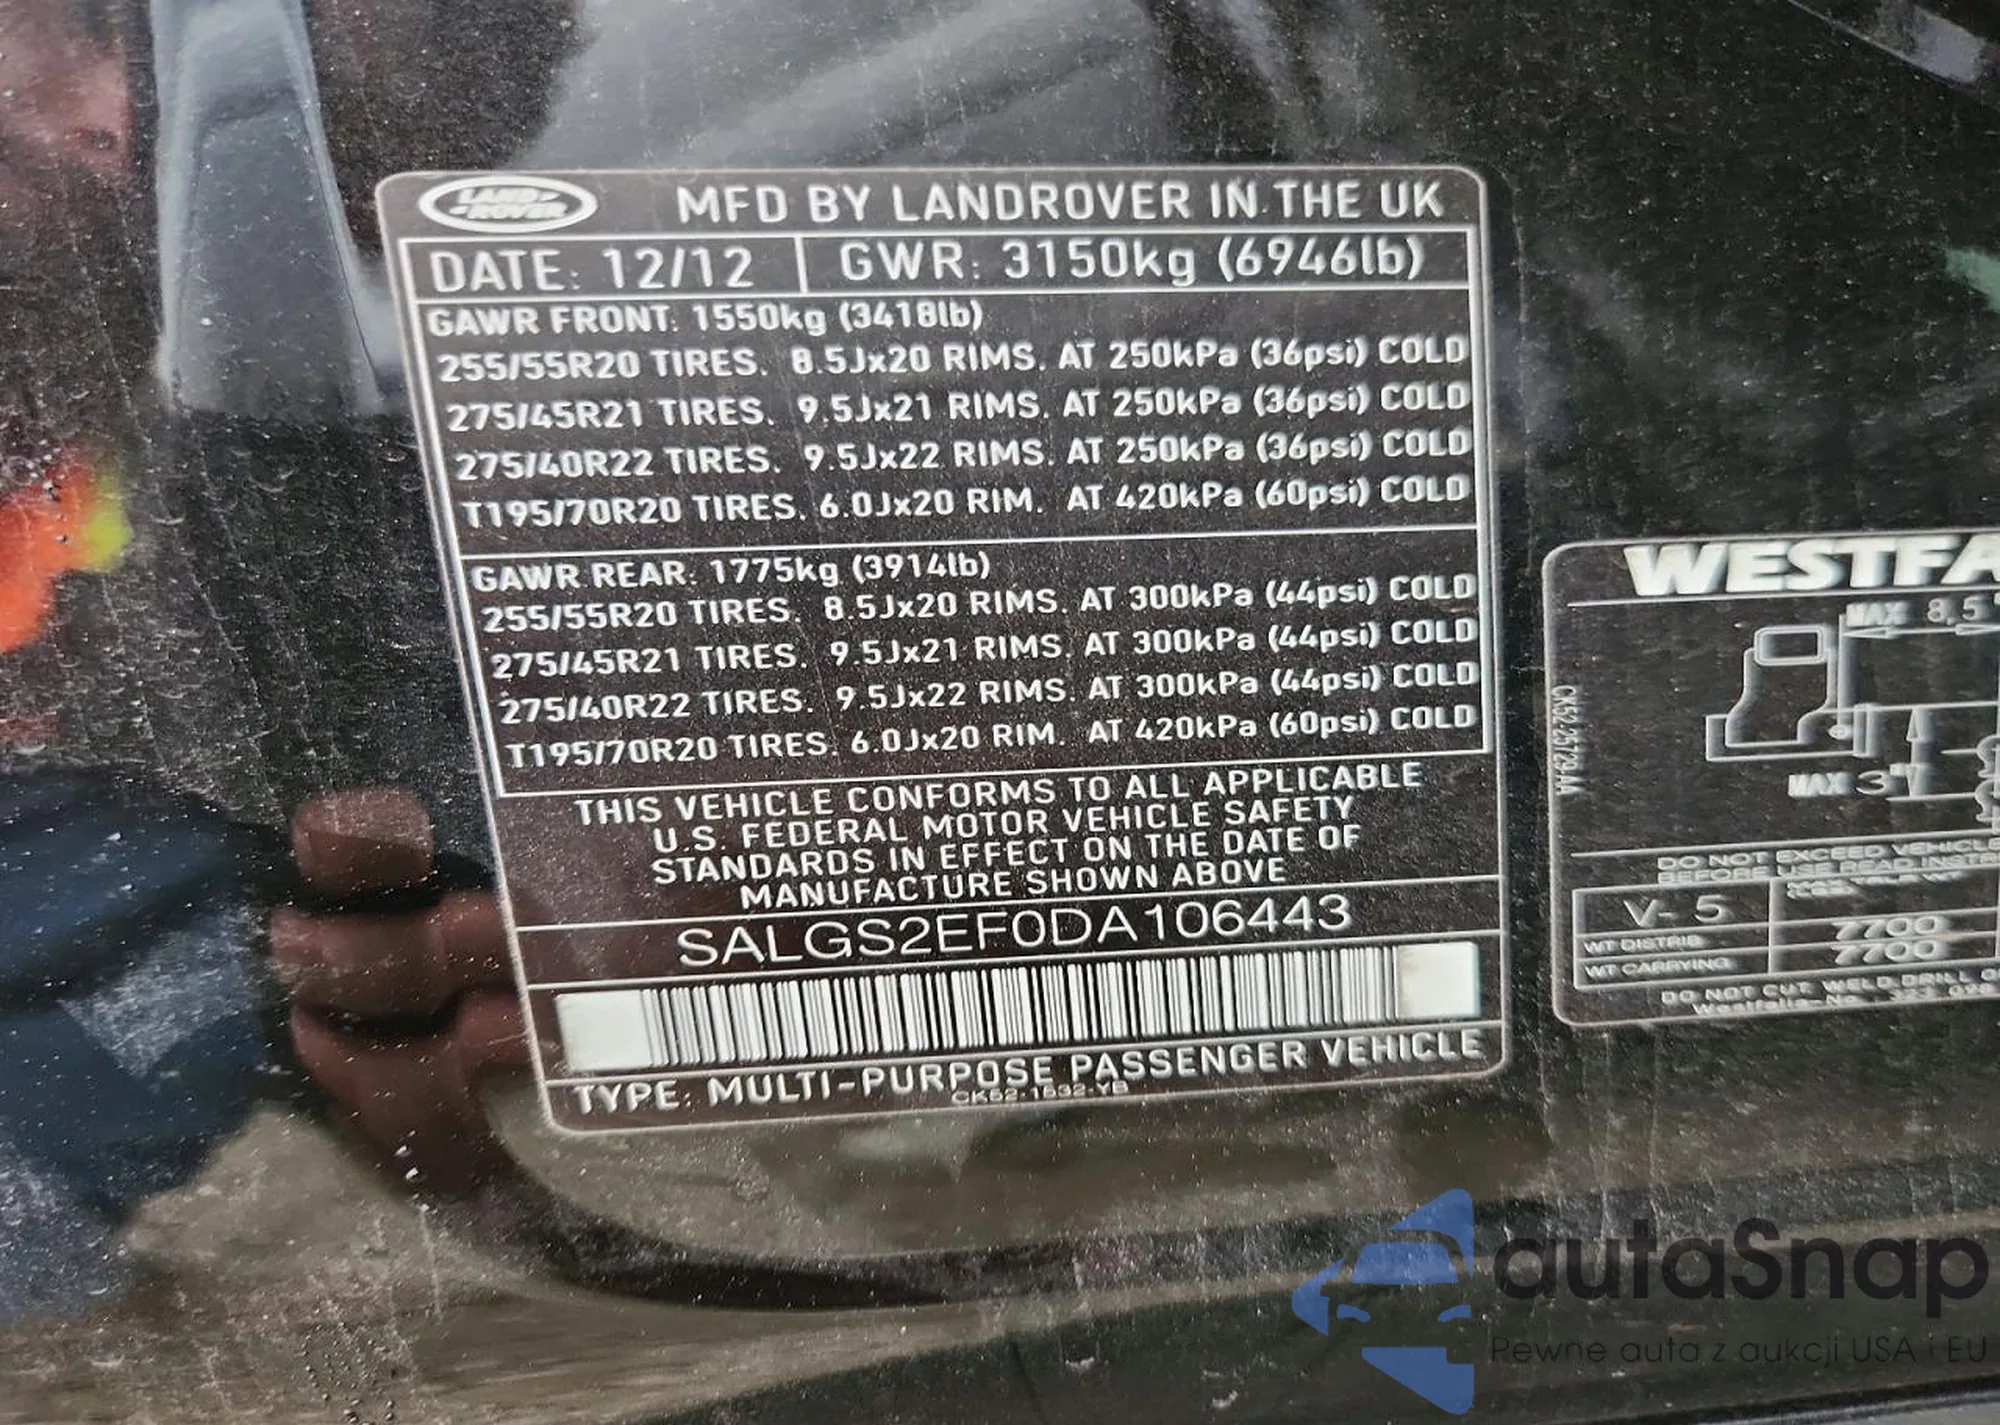 LAND ROVER
MFD BY LANDROVER IN THE UK
DATE: 12/12
GWR: 3150kg (6946lb)
GAWR FRONT: 1550kg (3418lb)
255/55R20 TIRES. 8.5Jx20 RIMS. AT 250kPa (36psi) COLD
275/45R21 TIRES. 9.5Jx21 RIMS. AT 250kPa (36psi) COLD
275/40R22 TIRES. 9.5Jx22 RIMS. AT 250kPa (36psi) COLD
T195/70R20 TIRES. 6.0Jx20 RIM. AT 420kPa (60psi) COLD
GAWR REAR: 1775kg (3914lb)
255/55R20 TIRES. 8.5Jx20 RIMS. AT 300kPa (44psi) COLD
275/45R21 TIRES. 9.5Jx21 RIMS. AT 300kPa (44psi) COLD
275/40R22 TIRES. 9.5Jx22 RIMS. AT 300kPa (44psi) COLD
T195/70R20 TIRES. 6.0Jx20 RIM. AT 420kPa (60psi) COLD
THIS VEHICLE CONFORMS TO ALL APPLICABLE
U.S. FEDERAL MOTOR VEHICLE SAFETY
STANDARDS IN EFFECT ON THE DATE OF
MANUFACTURE SHOWN ABOVE
SALGS2EF0DA106443
TYPE: MULTI-PURPOSE PASSENGER VEHICLE
CK52-1532-YB
WESTFA
MAX 8,5"
MAX 3"
DO NOT EXCEED VEHICLE
BEFORE USE READ INSTR
V- 5
WT DISTRIB 7700
WT CARRYING 7700
DO NOT CUT, WELD, DRILL O
Westfalia-No.
autaSnap
Pewne auta z aukcji USA i EU